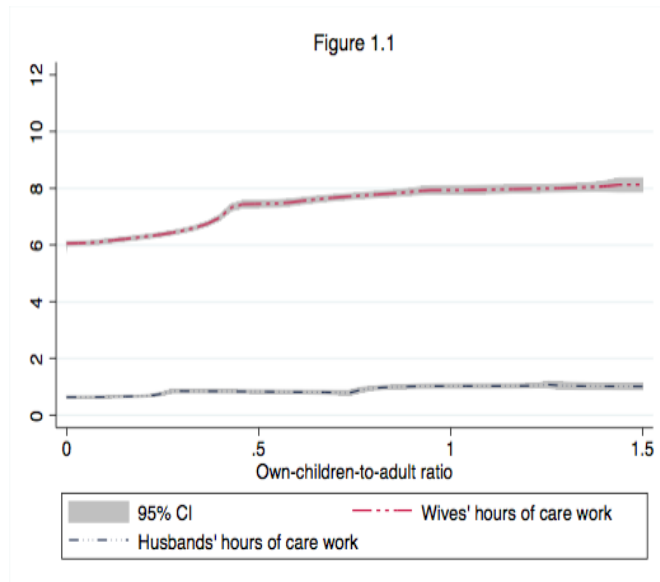 Figure 1.1
12
10
8
6
4
2
0
0 .5 1 1.5
Own-children-to-adult ratio
95% CI Wives' hours of care work
Husbands' hours of care work